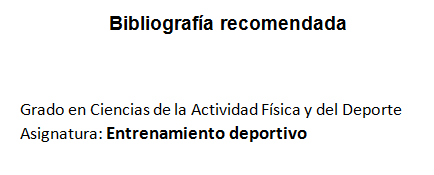 Bibliografía recomendada
Grado en Ciencias de la Actividad Física y del Deporte
Asignatura: Entrenamiento deportivo